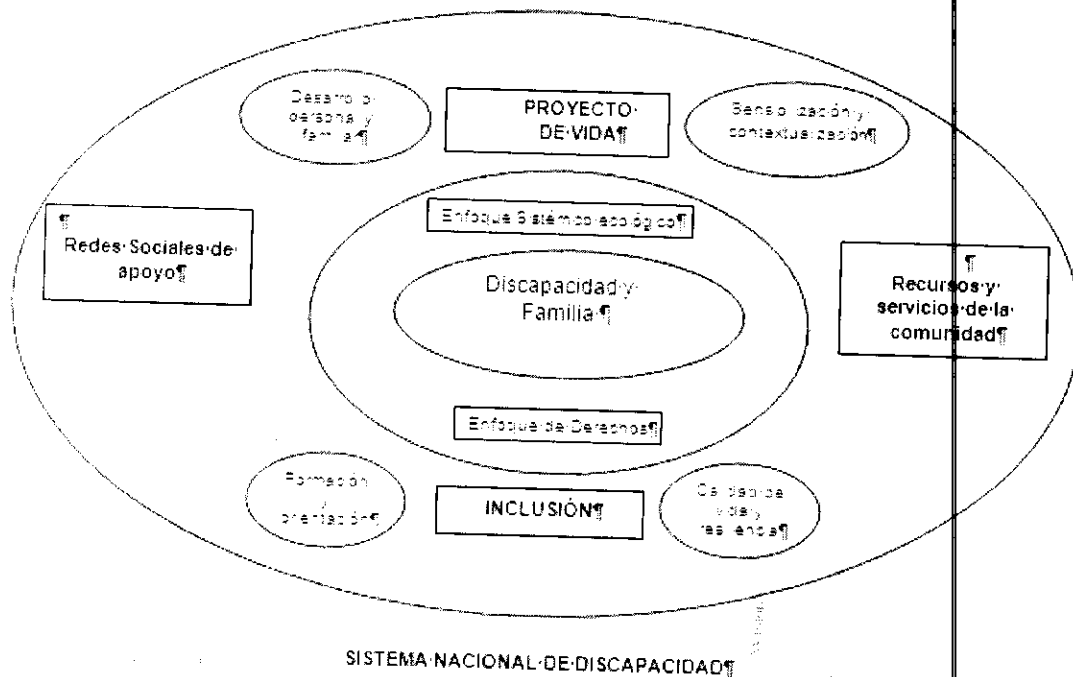 Desarrollo
personal y
familiar¶
PROYECTO·
DE·VIDA¶
Sensibilización·y·
contextualización¶
¶
Redes·Sociales·de·
apoyo¶
Enfoque·Sistémico·ecológico¶
Discapacidad·y·
Familia·¶
¶
Recursos·y·
servicios·de·la·
comunidad¶
Enfoque·de·Derechos¶
Formación
y
orientación¶
INCLUSIÓN¶
Calidad·de
vida·y
resiliencia¶
SISTEMA·NACIONAL·DE·DISCAPACIDAD¶